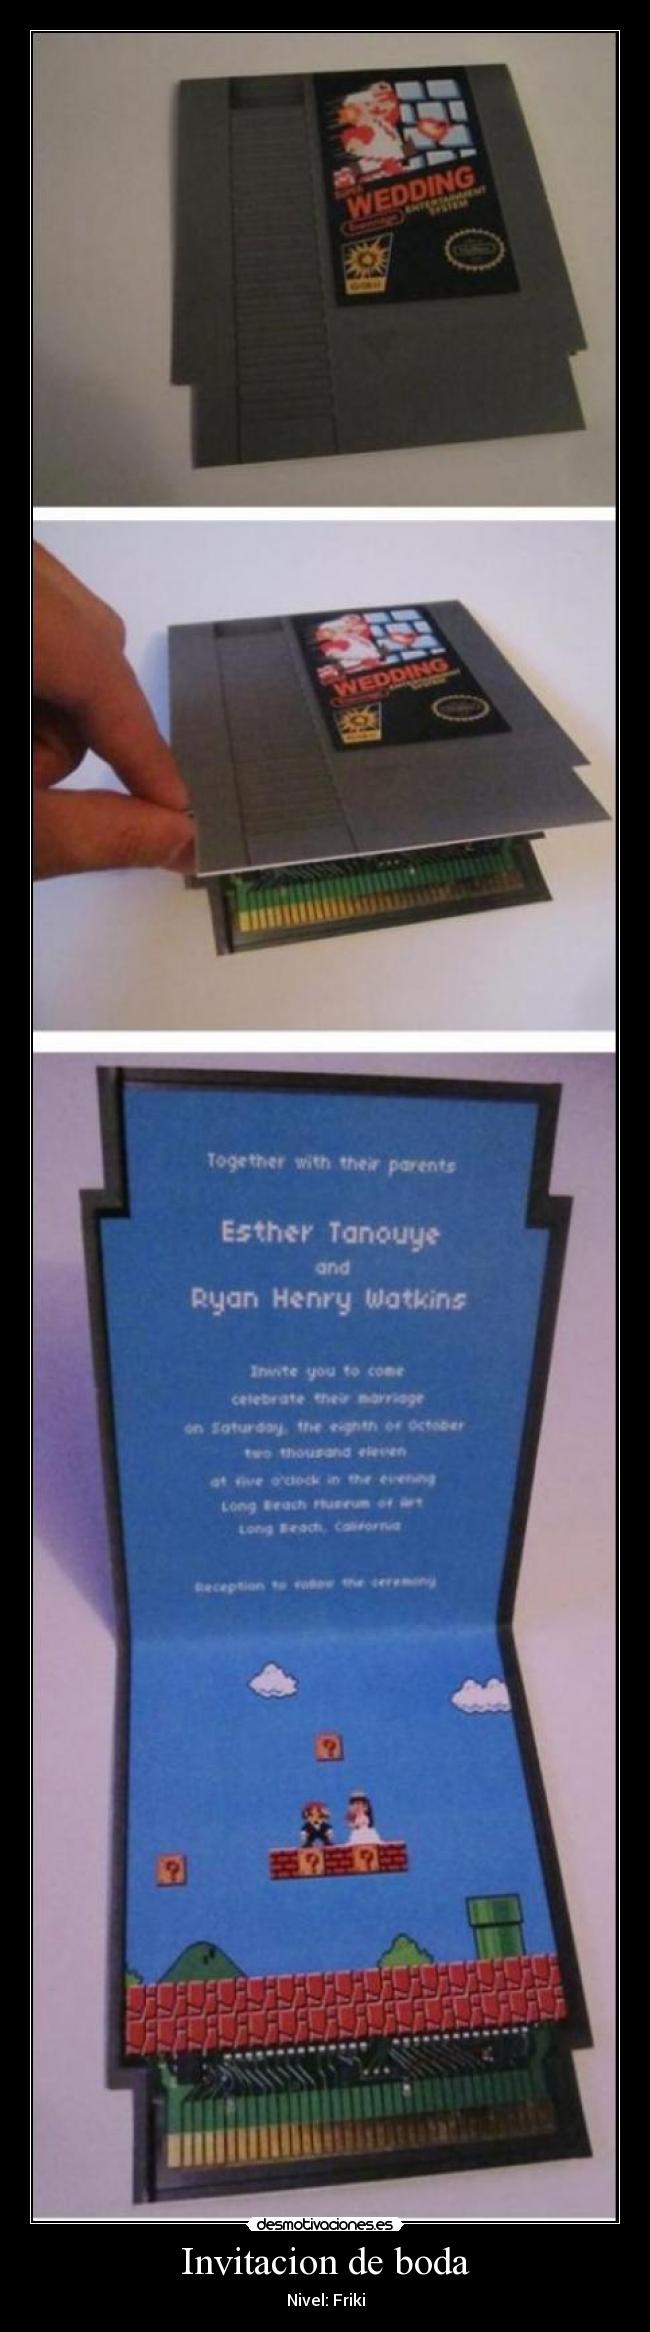 SUPER
WEDDING
ENTERTAINMENT
SYSTEM
WEDDING
ENTERTAINMENT
SYSTEM
Together with their parents
Esther Tanouye
and
Ryan Henry Watkins
Invite you to come
celebrate their marriage
on Saturday, the eighth of October
two thousand eleven
at five o'clock in the evening
Long Beach Museum of Art
Long Beach, California
Reception to follow the ceremony
?
?
? ?
desmotivaciones.es
Invitacion de boda
Nivel: Friki